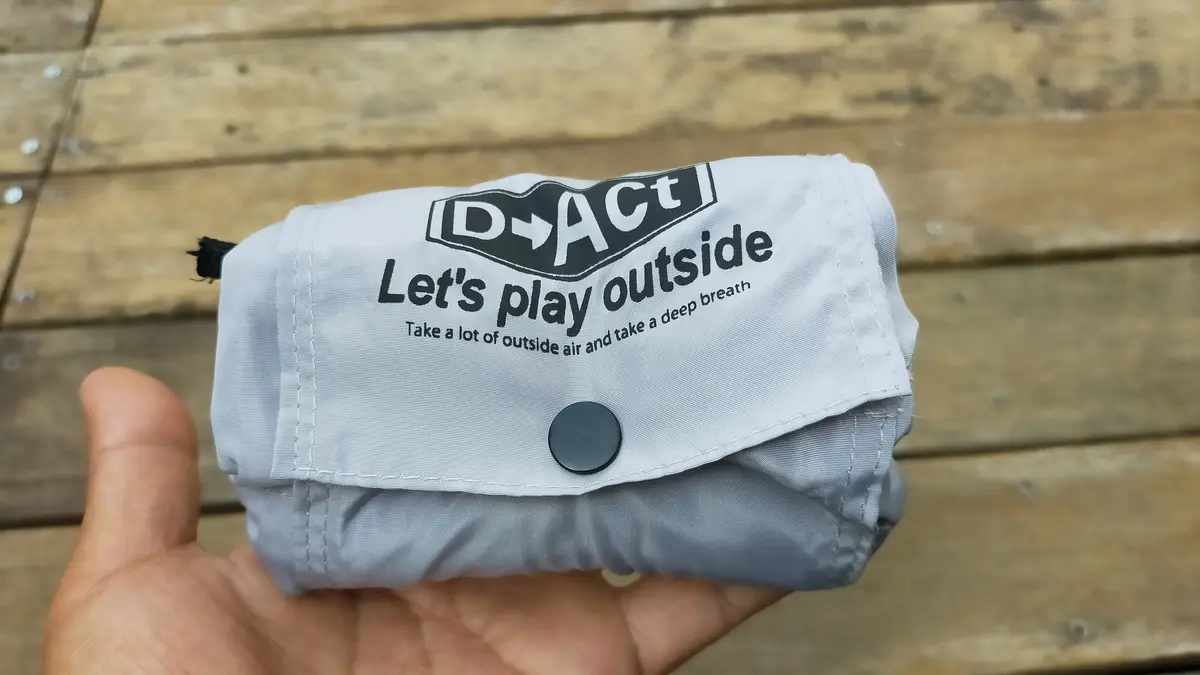 D→ACt
Let's play outside
Take a lot of outside air and take a deep breath